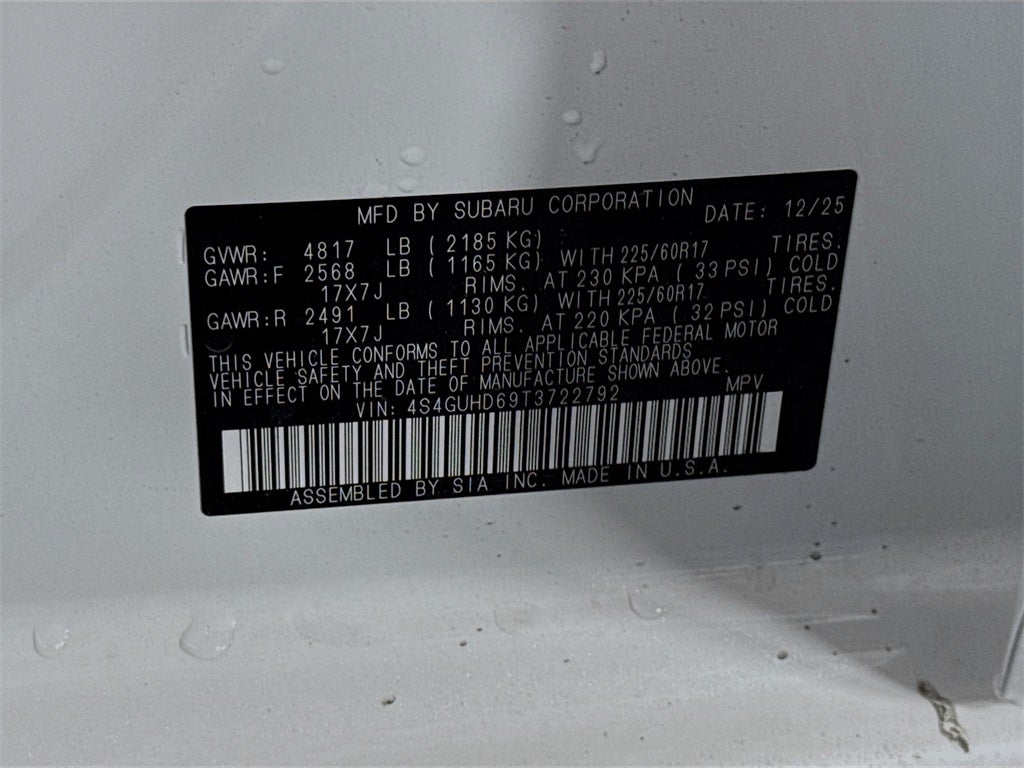 MFD BY SUBARU CORPORATION DATE: 12/25
GVWR: 4817 LB ( 2185 KG)
GAWR:F 2568 LB ( 1165 KG) WITH 225/60R17 TIRES.
17X7J RIMS. AT 230 KPA ( 33 PSI) COLD
GAWR:R 2491 LB ( 1130 KG) WITH 225/60R17 TIRES.
17X7J RIMS. AT 220 KPA ( 32 PSI) COLD
THIS VEHICLE CONFORMS TO ALL APPLICABLE FEDERAL MOTOR
VEHICLE SAFETY AND THEFT PREVENTION STANDARDS
IN EFFECT ON THE DATE OF MANUFACTURE SHOWN ABOVE.
VIN: 4S4GUHD69T3722792 MPV
ASSEMBLED BY SIA INC. MADE IN U.S.A.